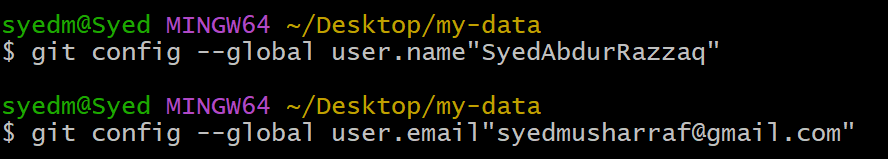 syedm@Syed MINGW64 ~/Desktop/my-data
$ git config --global user.name"SyedAbdurRazzaq"
syedm@Syed MINGW64 ~/Desktop/my-data
$ git config --global user.email"syedmusharraf@gmail.com"